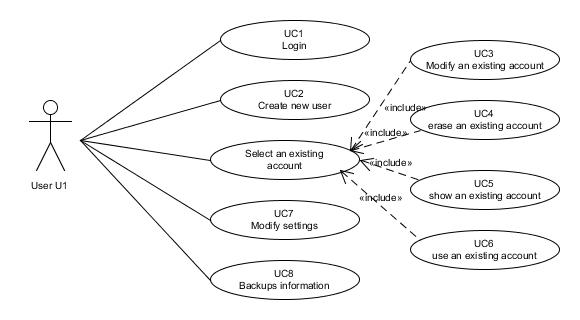 UC1
Login
UC2
Create new user
Select an existing
account
UC7
Modify settings
UC8
Backups information
User U1
UC3
Modify an existing account
«include»
UC4
erase an existing account
«include»
UC5
show an existing account
«include»
UC6
use an existing account
«include»